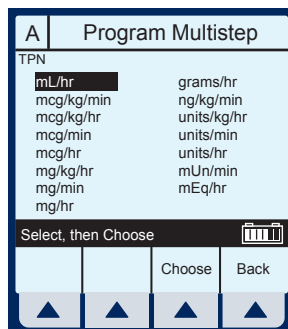 A Program Multistep
TPN
mL/hr
mcg/kg/min
mcg/kg/hr
mcg/min
mcg/hr
mg/kg/hr
mg/min
mg/hr
grams/hr
ng/kg/min
units/kg/hr
units/min
units/hr
mUn/min
mEq/hr
Select, then Choose
Choose Back